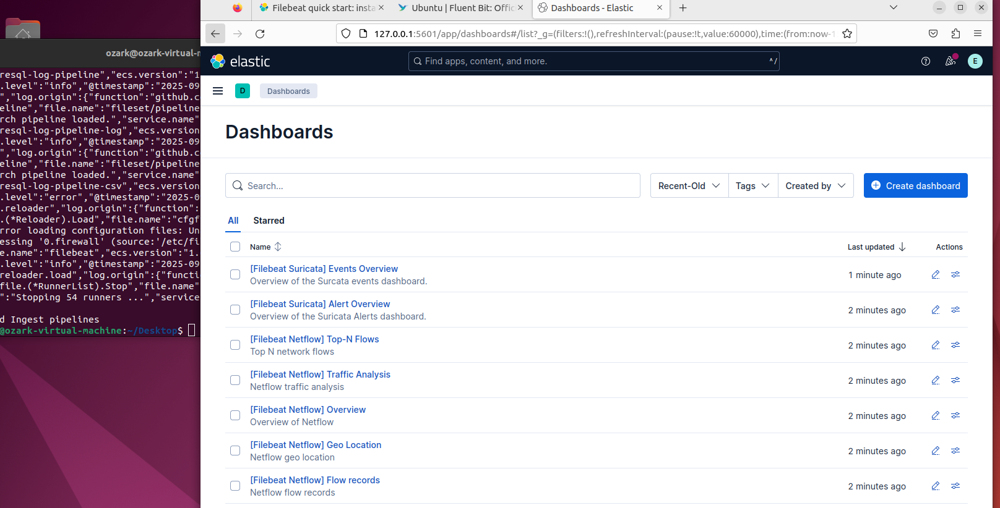 Filebeat quick start: insta
Ubuntu | Fluent Bit: Offic
Dashboards - Elastic
127.0.0.1:5601/app/dashboards#/list?_g=(filters:!(),refreshInterval:(pause:!t,value:60000),time:(from:now-1
ozark@ozark-virtual-m
resql-log-pipeline","ecs.version":"1
.level":"info","@timestamp":"2025-09
","log.origin":{"function":"github.c
eline","file.name":"fileset/pipeline
rch pipeline loaded.","service.name"
resql-log-pipeline-log","ecs.version
.level":"info","@timestamp":"2025-09
","log.origin":{"function":"github.c
eline","file.name":"fileset/pipeline
rch pipeline loaded.","service.name"
resql-log-pipeline-csv","ecs.version
.level":"error","@timestamp":"2025-0
.reloader","log.origin":{"function":
.(*Reloader).Load","file.name":"cfgf
rror loading configuration files: Un
essing '0.firewall' (source:'/etc/fi
e.name":"filebeat","ecs.version":"1.
.level":"info","@timestamp":"2025-09
reloader.load","log.origin":{"functi
file.(*RunnerList).Stop","file.name"
":"Stopping 54 runners ...","service
d Ingest pipelines
@ozark-virtual-machine:~/Desktop$
elastic
Find apps, content, and more.
^/
E
D
Dashboards
Dashboards
Search...
Recent-Old
Tags
Created by
Create dashboard
All
Starred
Name
Last updated
Actions
[Filebeat Suricata] Events Overview
Overview of the Surcata events dashboard.
1 minute ago
[Filebeat Suricata] Alert Overview
Overview of the Suricata Alerts dashboard.
2 minutes ago
[Filebeat Netflow] Top-N Flows
Top N network flows
2 minutes ago
[Filebeat Netflow] Traffic Analysis
Netflow traffic analysis
2 minutes ago
[Filebeat Netflow] Overview
Overview of Netflow
2 minutes ago
[Filebeat Netflow] Geo Location
Netflow geo location
2 minutes ago
[Filebeat Netflow] Flow records
Netflow flow records
2 minutes ago